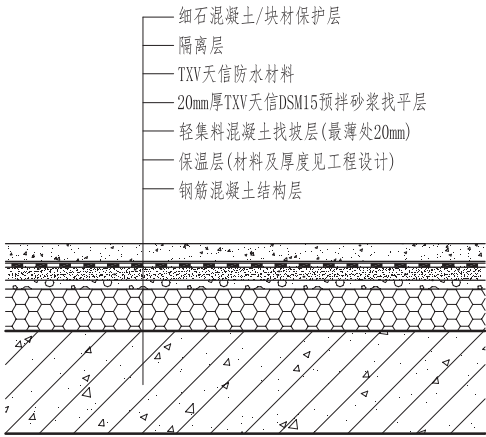 细石混凝土/块材保护层
隔离层
TXV天信防水材料
20mm厚TXV天信DSM15预拌砂浆找平层
轻集料混凝土找坡层(最薄处20mm)
保温层(材料及厚度见工程设计)
钢筋混凝土结构层